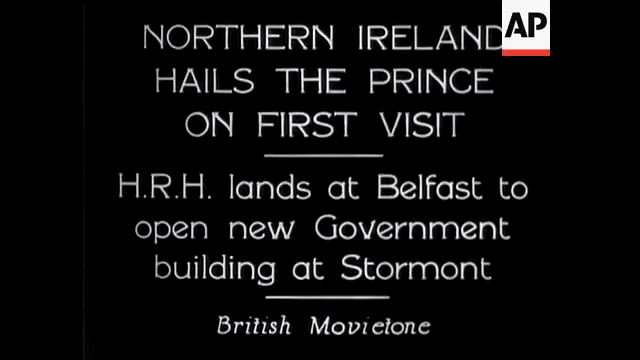 AP
NORTHERN IRELAND
HAILS THE PRINCE
ON FIRST VISIT
H.R.H. lands at Belfast to
open new Government
building at Stormont
British Movietone